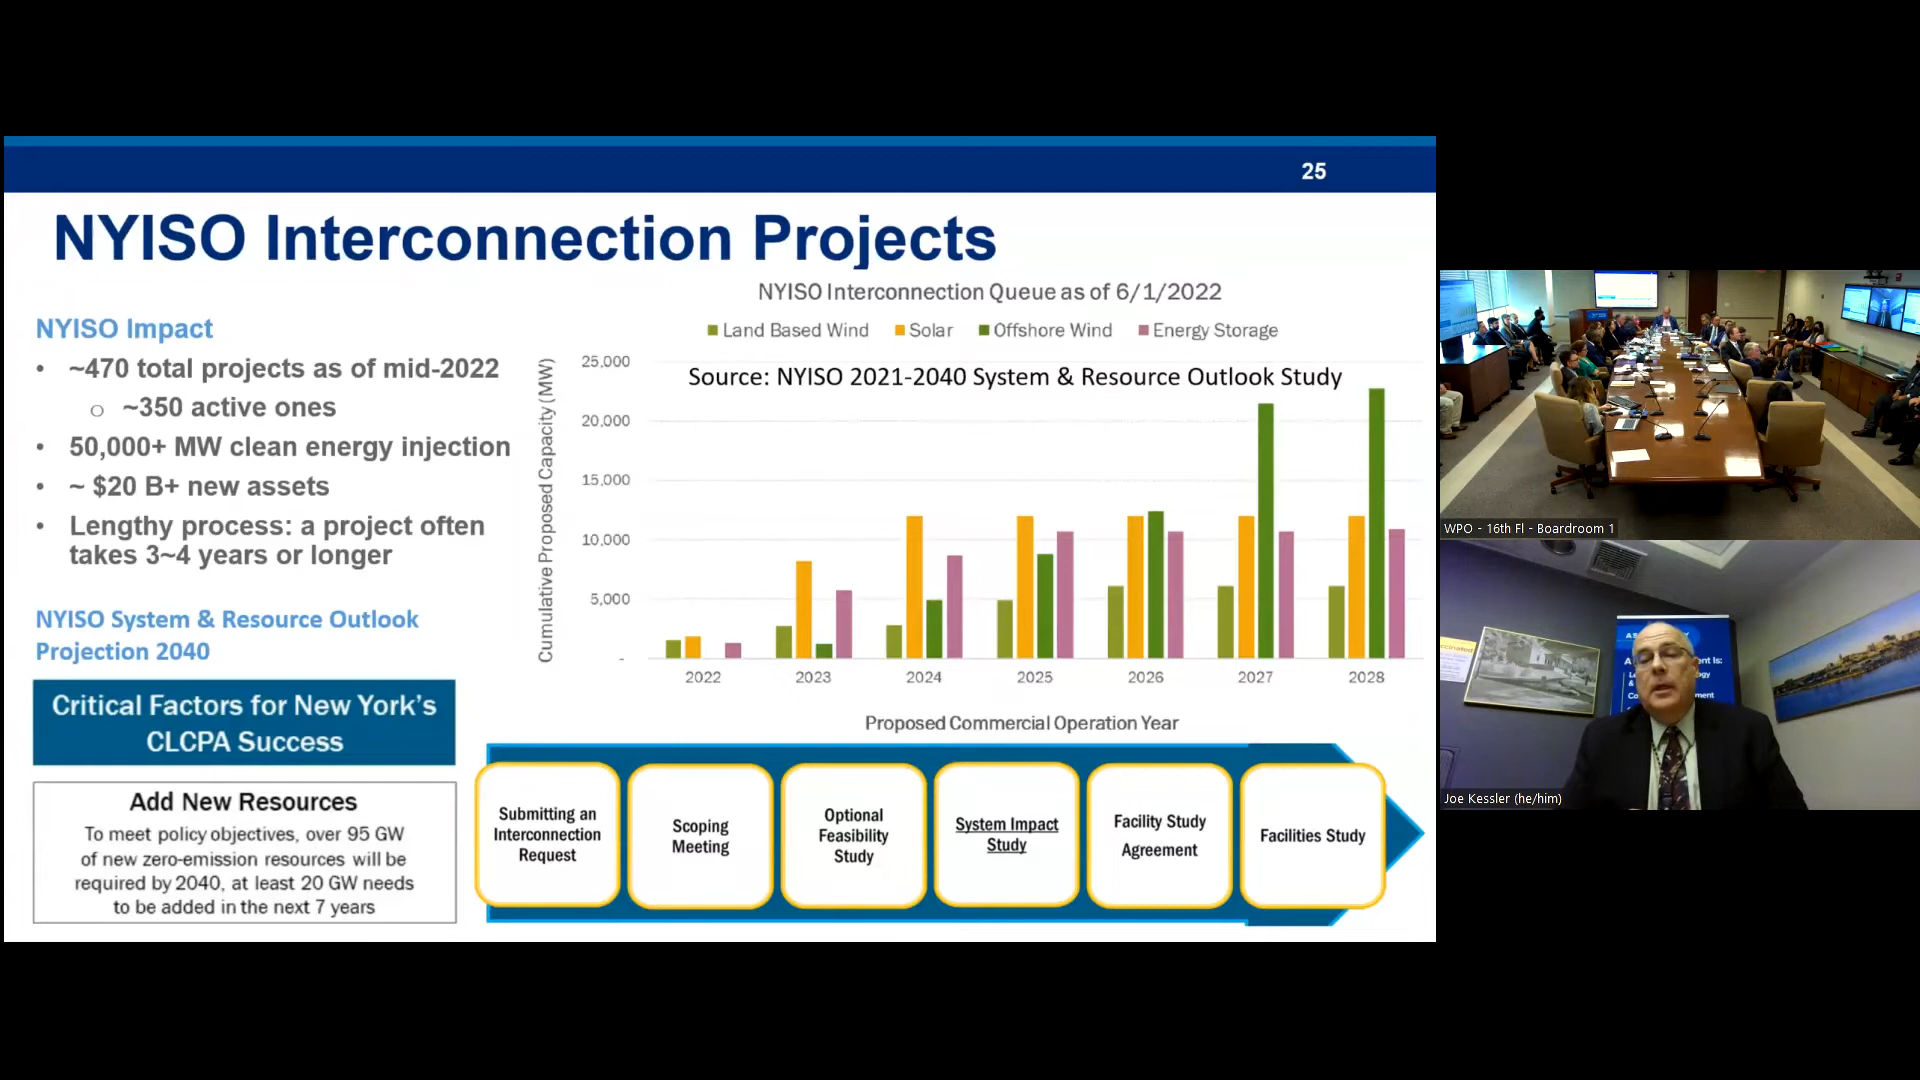 25
NYISO Interconnection Projects
NYISO Impact
• ~470 total projects as of mid-2022
o ~350 active ones
• 50,000+ MW clean energy injection
• ~ $20 B+ new assets
• Lengthy process: a project often
takes 3~4 years or longer
NYISO System & Resource Outlook
Projection 2040
Critical Factors for New York's
CLCPA Success
Add New Resources
To meet policy objectives, over 95 GW
of new zero-emission resources will be
required by 2040, at least 20 GW needs
to be added in the next 7 years
NYISO Interconnection Queue as of 6/1/2022
Land Based Wind Solar Offshore Wind Energy Storage
Source: NYISO 2021-2040 System & Resource Outlook Study
Cumulative Proposed Capacity (MW)
25,000
20,000
15,000
10,000
5,000
-
2022 2023 2024 2025 2026 2027 2028
Proposed Commercial Operation Year
Submitting an
Interconnection
Request
Scoping
Meeting
Optional
Feasibility
Study
System Impact
Study
Facility Study
Agreement
Facilities Study
WPO - 16th Fl - Boardroom 1
Joe Kessler (he/him)